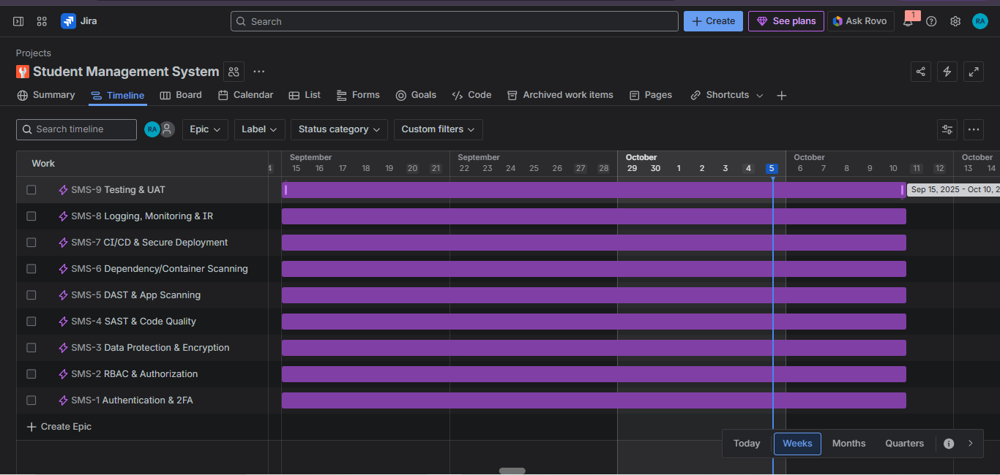 Jira
Search
Create
See plans
Ask Rovo
1
RA
Projects
Student Management System
Summary
Timeline
Board
Calendar
List
Forms
Goals
Code
Archived work items
Pages
Shortcuts
Search timeline
RA
Epic
Label
Status category
Custom filters
Work
September
September
October
October
October
4 15 16 17 18 19 20 21 22 23 24 25 26 27 28 29 30 1 2 3 4 5 6 7 8 9 10 11 12 13 14
SMS-9 Testing & UAT
Sep 15, 2025 - Oct 10, 2
SMS-8 Logging, Monitoring & IR
SMS-7 CI/CD & Secure Deployment
SMS-6 Dependency/Container Scanning
SMS-5 DAST & App Scanning
SMS-4 SAST & Code Quality
SMS-3 Data Protection & Encryption
SMS-2 RBAC & Authorization
SMS-1 Authentication & 2FA
Create Epic
Today
Weeks
Months
Quarters